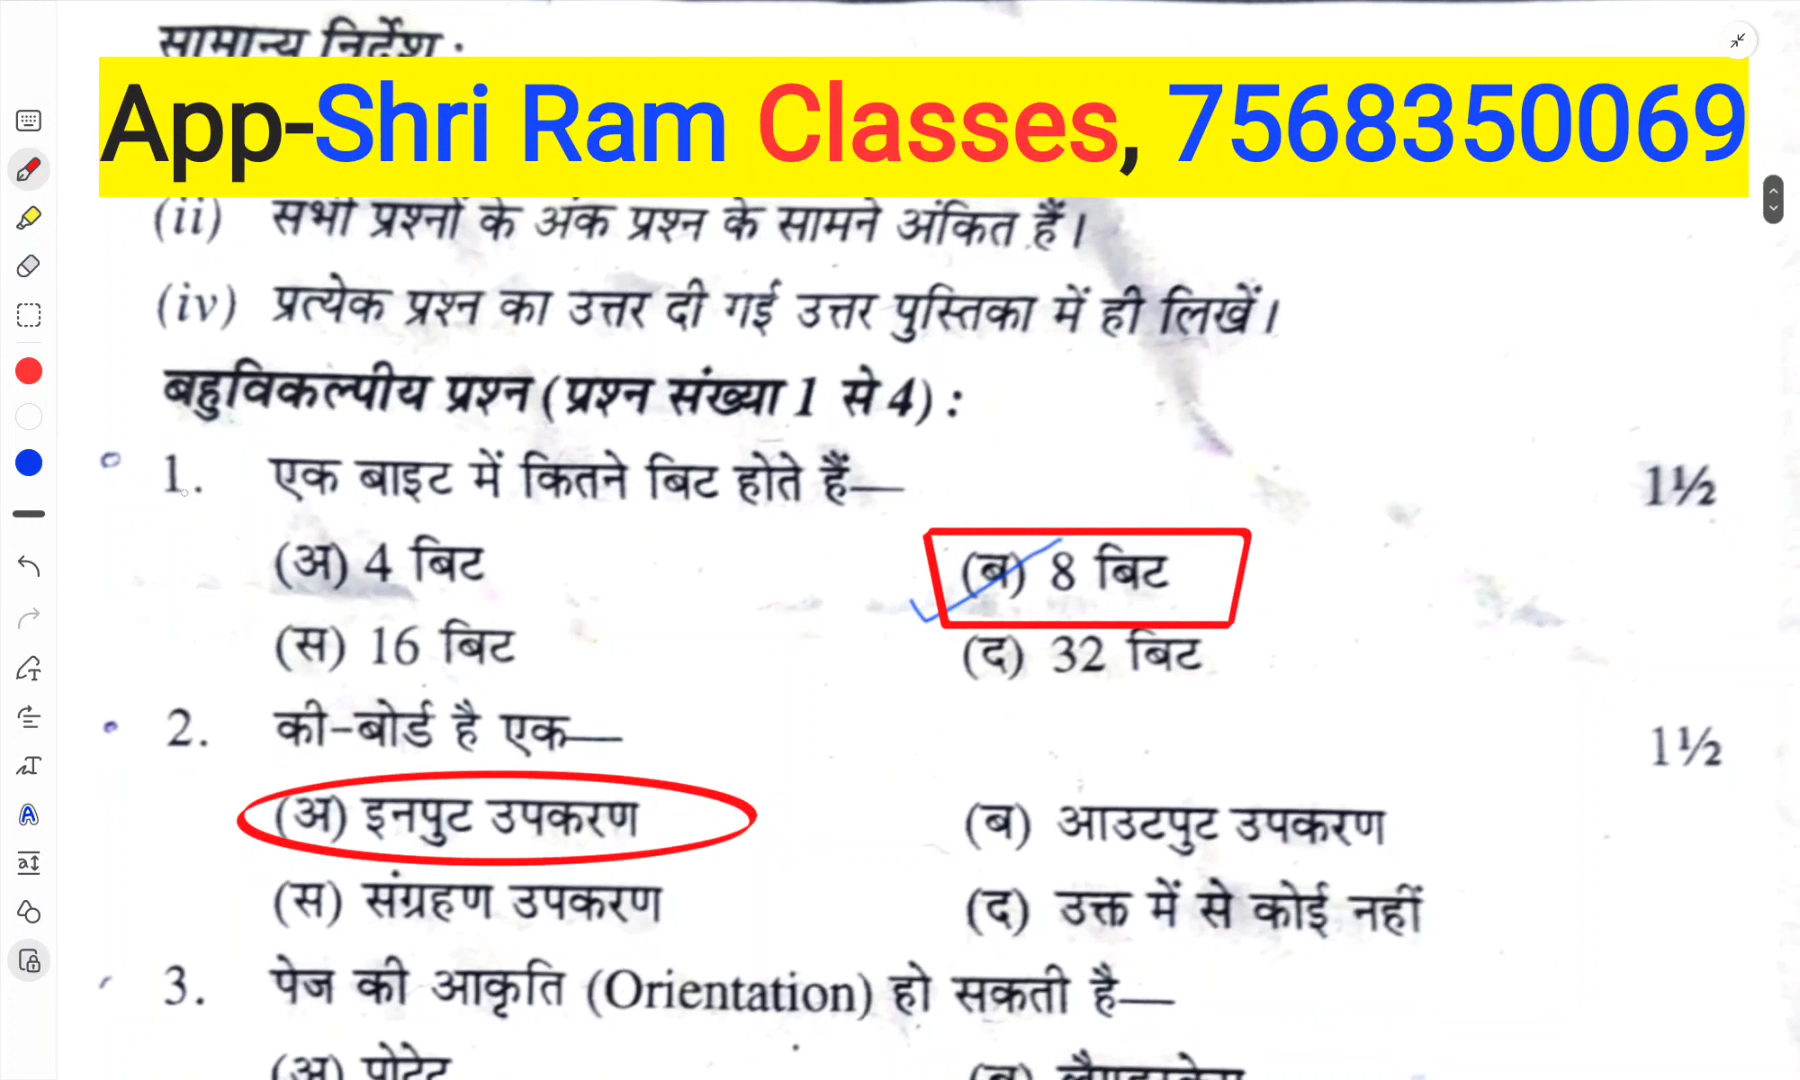 सामान्य निर्देश :
App-Shri Ram Classes, 7568350069
(ii) सभी प्रश्नों के अंक प्रश्न के सामने अंकित हैं।
(iv) प्रत्येक प्रश्न का उत्तर दी गई उत्तर पुस्तिका में ही लिखें।
बहुविकल्पीय प्रश्न (प्रश्न संख्या 1 से 4) :
1. एक बाइट में कितने बिट होते हैं— 1½
(अ) 4 बिट (ब) 8 बिट
(स) 16 बिट (द) 32 बिट
2. की-बोर्ड है एक— 1½
(अ) इनपुट उपकरण (ब) आउटपुट उपकरण
(स) संग्रहण उपकरण (द) उक्त में से कोई नहीं
3. पेज की आकृति (Orientation) हो सकती है—
(अ) पोट्रेट (ब)